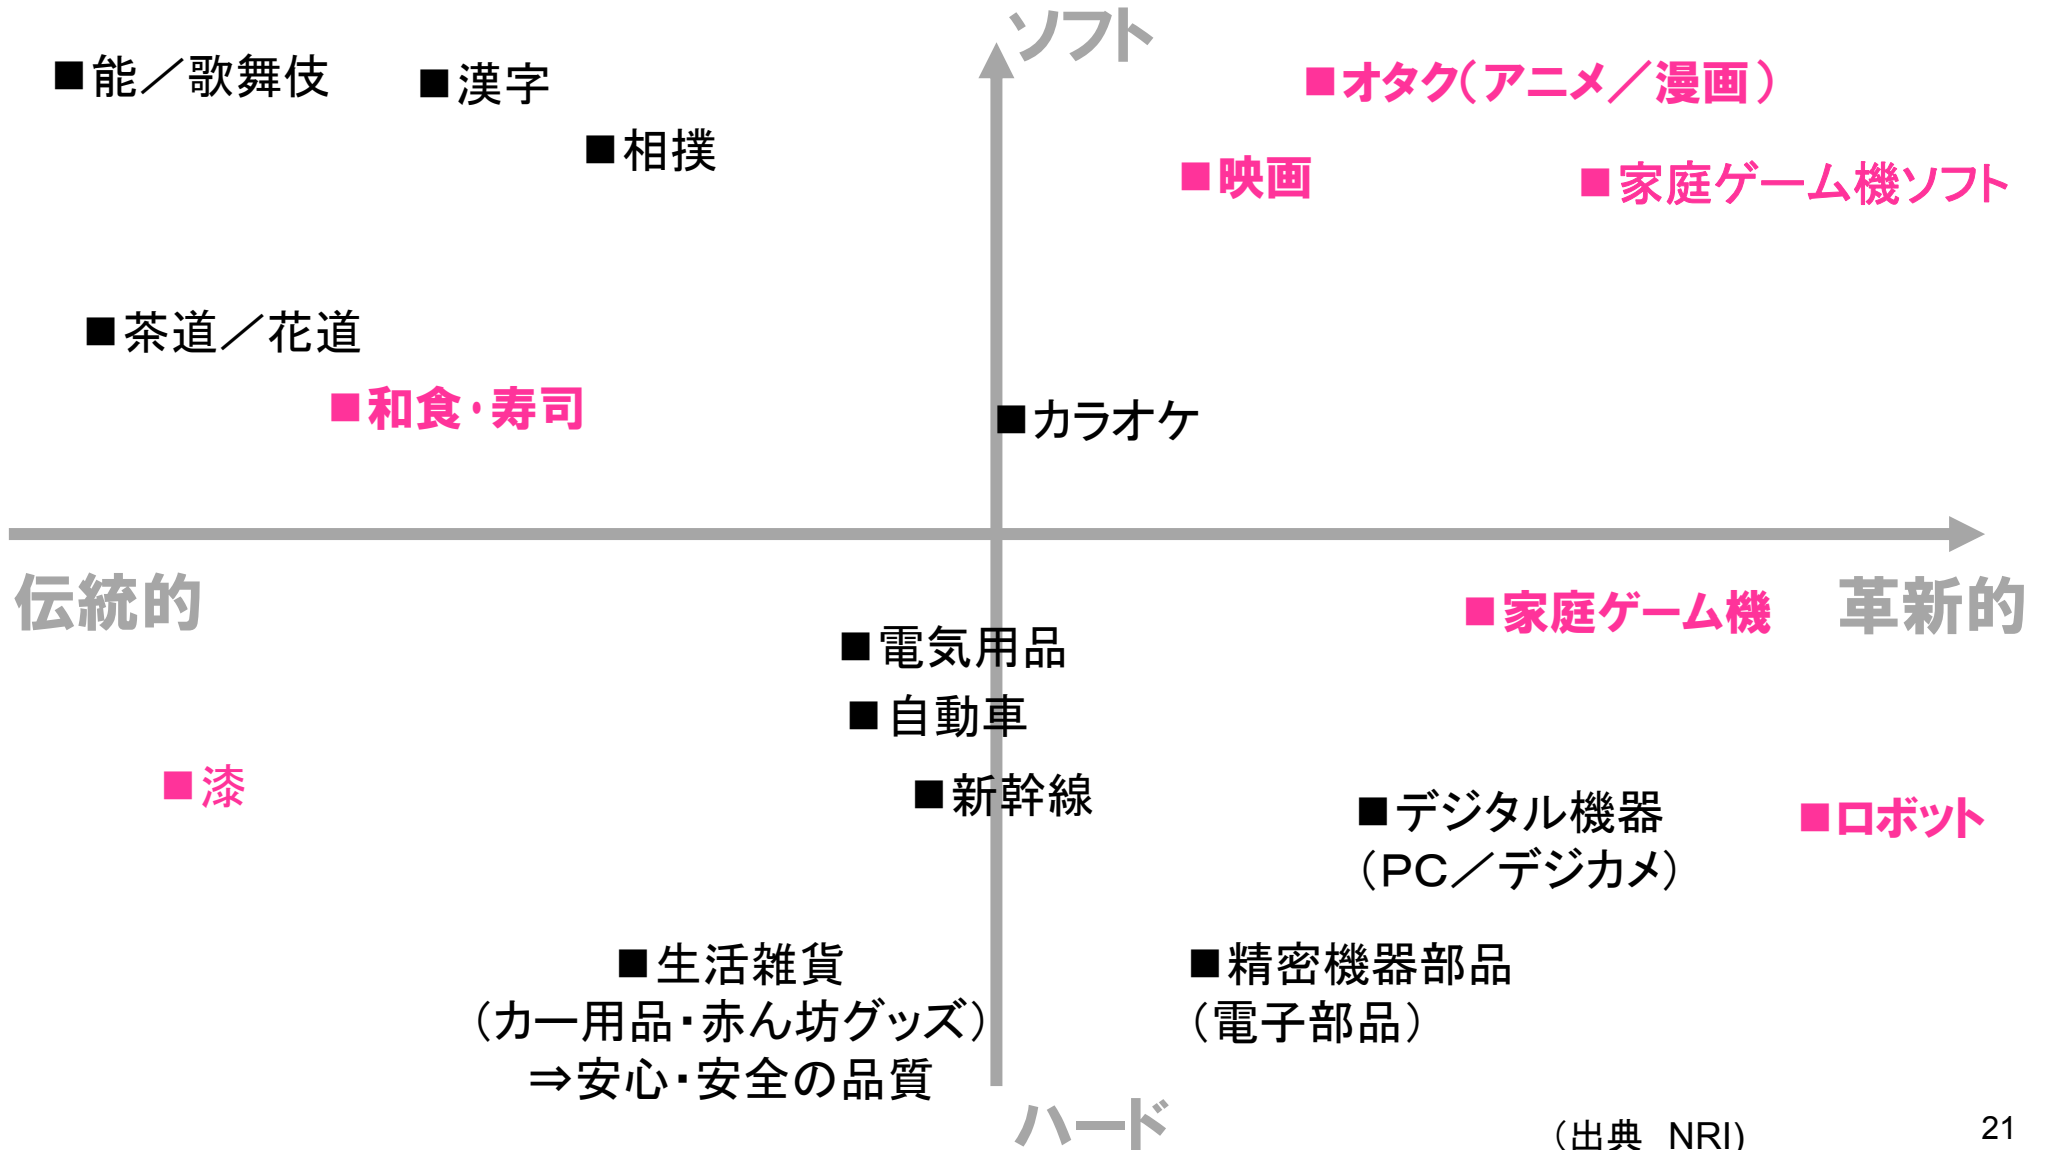 ソフト
■能／歌舞伎
■漢字
■オタク（アニメ／漫画）
■相撲
■映画
■家庭ゲーム機ソフト
■茶道／花道
■和食・寿司
■カラオケ
伝統的
革新的
■家庭ゲーム機
■電気用品
■自動車
■漆
■新幹線
■デジタル機器
（PC／デジカメ）
■ロボット
■生活雑貨
（カー用品・赤ん坊グッズ）
⇒安心・安全の品質
■精密機器部品
（電子部品）
ハード
（出典　NRI)
21